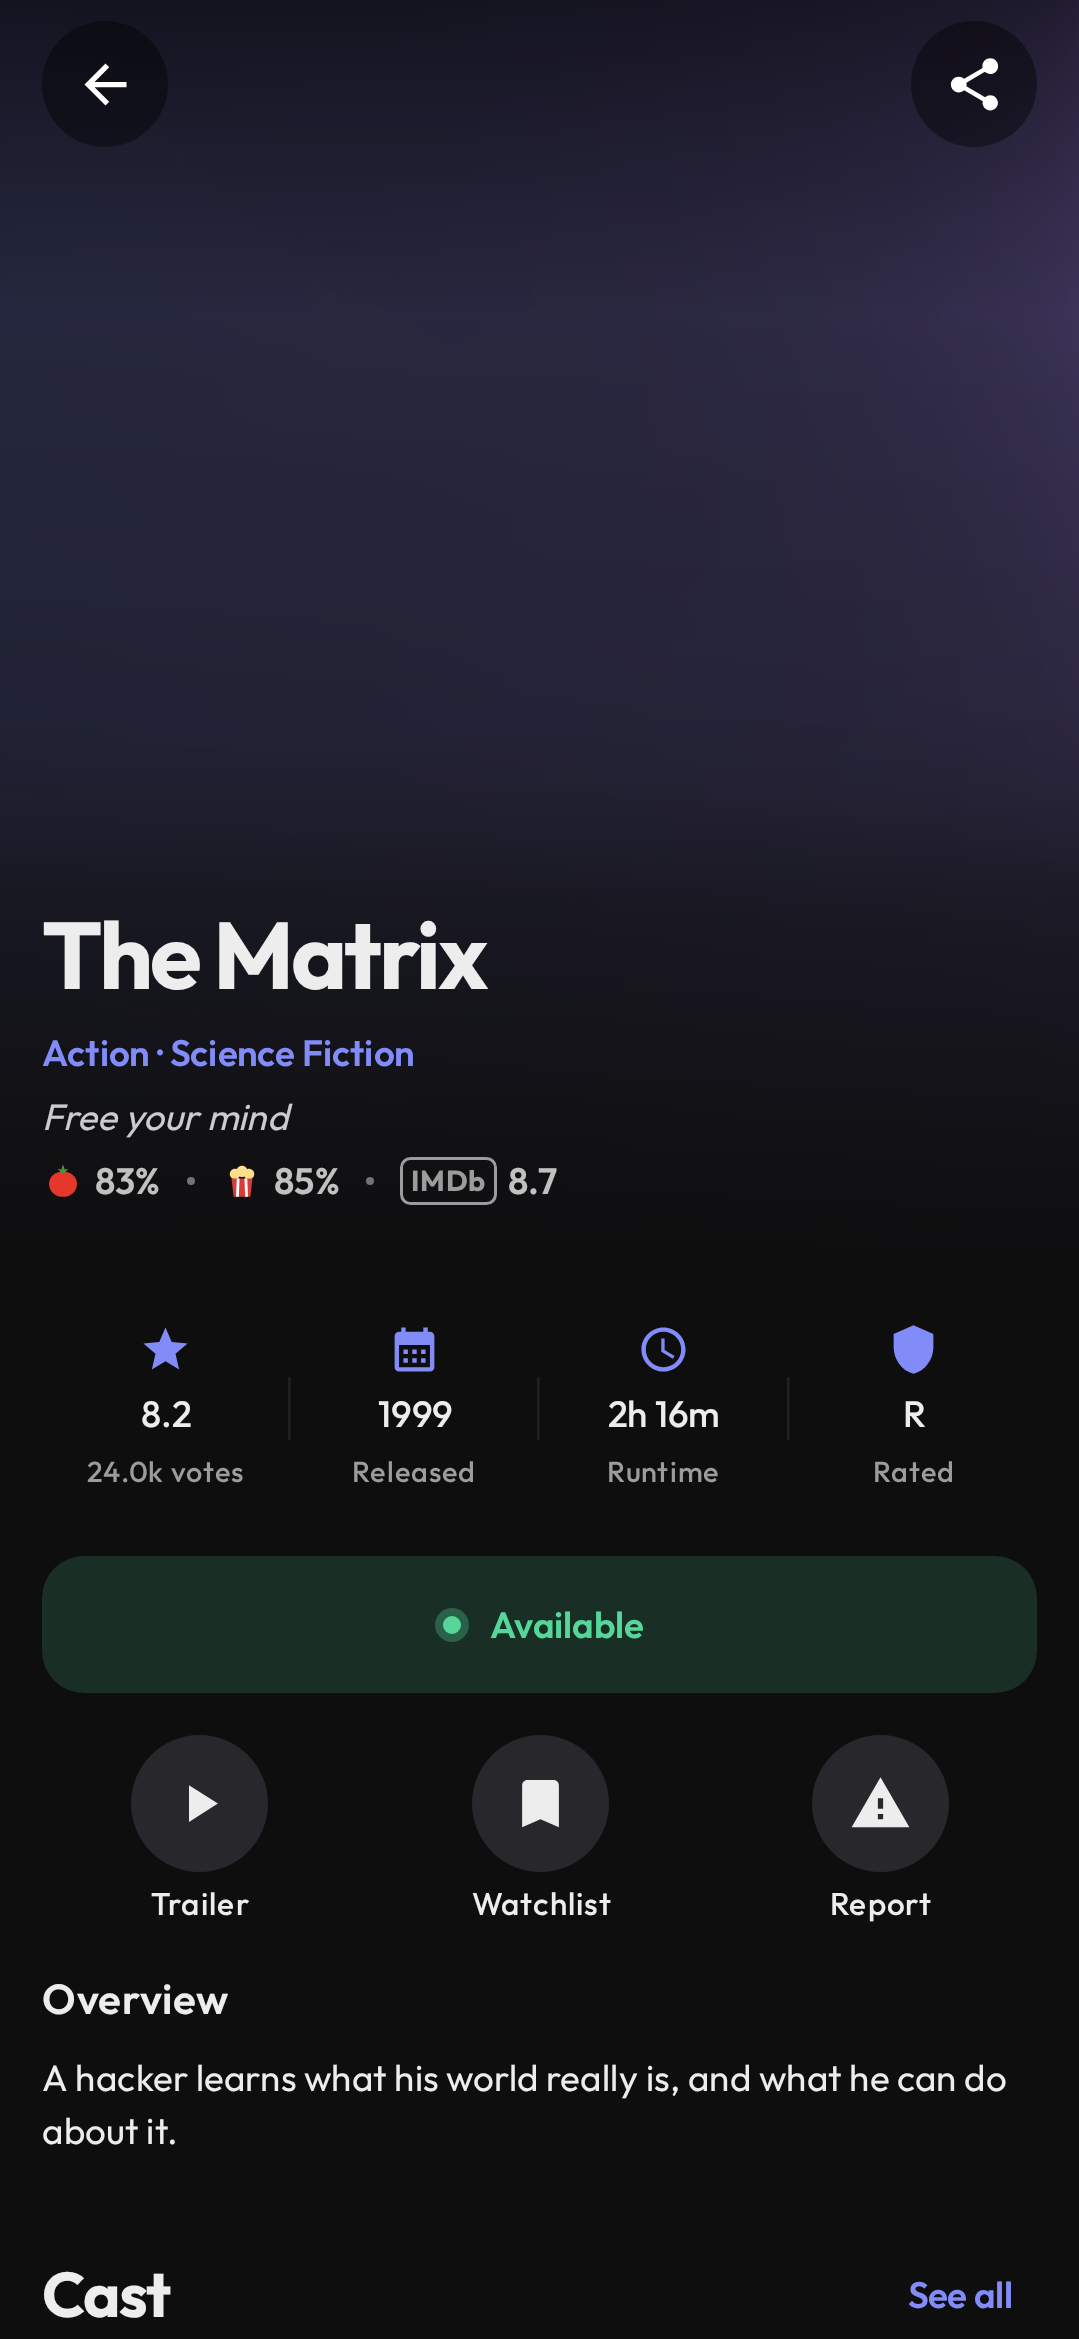 The Matrix
Action · Science Fiction
Free your mind
83% • 85% • IMDb 8.7
8.2 1999 2h 16m R
24.0k votes Released Runtime Rated
Available
Trailer Watchlist Report
Overview
A hacker learns what his world really is, and what he can do
about it.
Cast See all